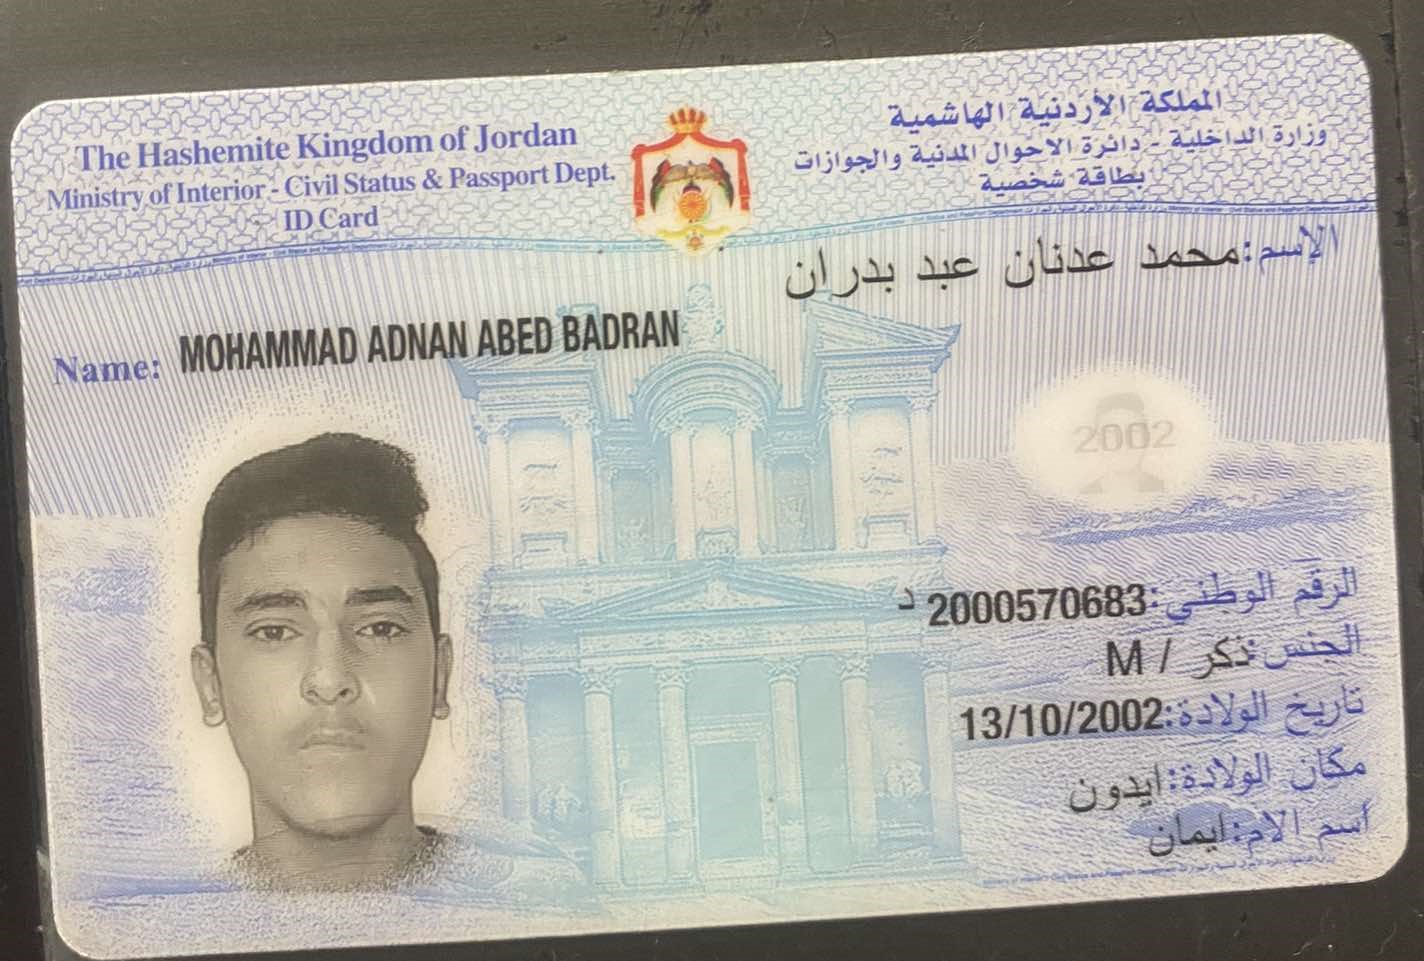 The Hashemite Kingdom of Jordan
Ministry of Interior - Civil Status & Passport Dept.
ID Card
المملكة الأردنية الهاشمية
وزارة الداخلية - دائرة الاحوال المدنية والجوازات
بطاقة شخصية
الإسم: محمد عدنان عبد بدران
Name: MOHAMMAD ADNAN ABED BADRAN
2002
الرقم الوطني: 2000570683 د
الجنس: ذكر / M
تاريخ الولادة: 13/10/2002
مكان الولادة: ايدون
اسم الام: ايمان